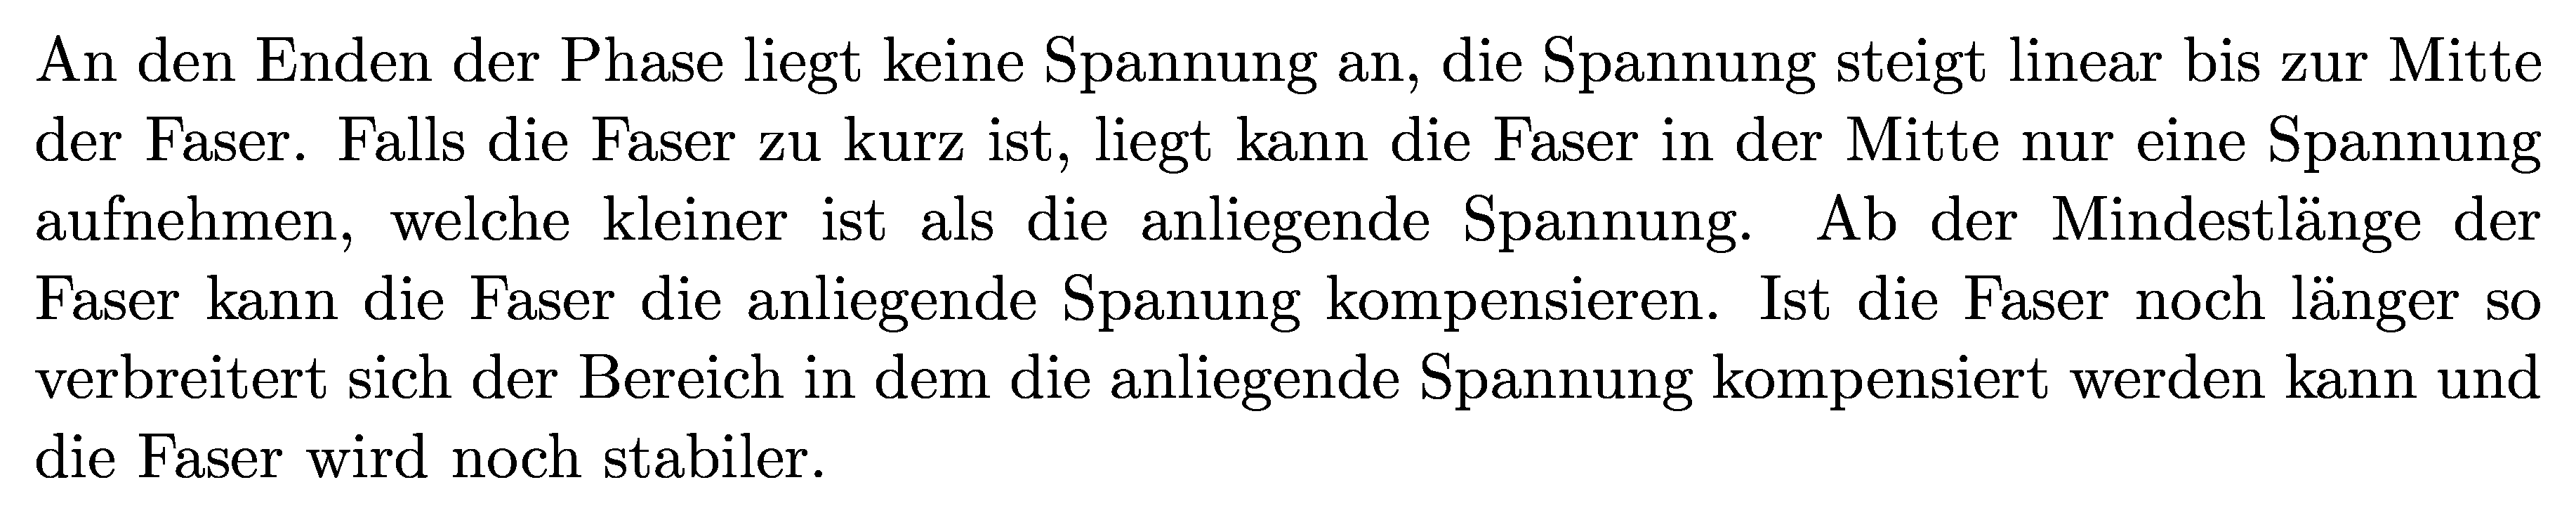 An den Enden der Phase liegt keine Spannung an, die Spannung steigt linear bis zur Mitte
der Faser. Falls die Faser zu kurz ist, liegt kann die Faser in der Mitte nur eine Spannung
aufnehmen, welche kleiner ist als die anliegende Spannung. Ab der Mindestlänge der
Faser kann die Faser die anliegende Spanung kompensieren. Ist die Faser noch länger so
verbreitert sich der Bereich in dem die anliegende Spannung kompensiert werden kann und
die Faser wird noch stabiler.